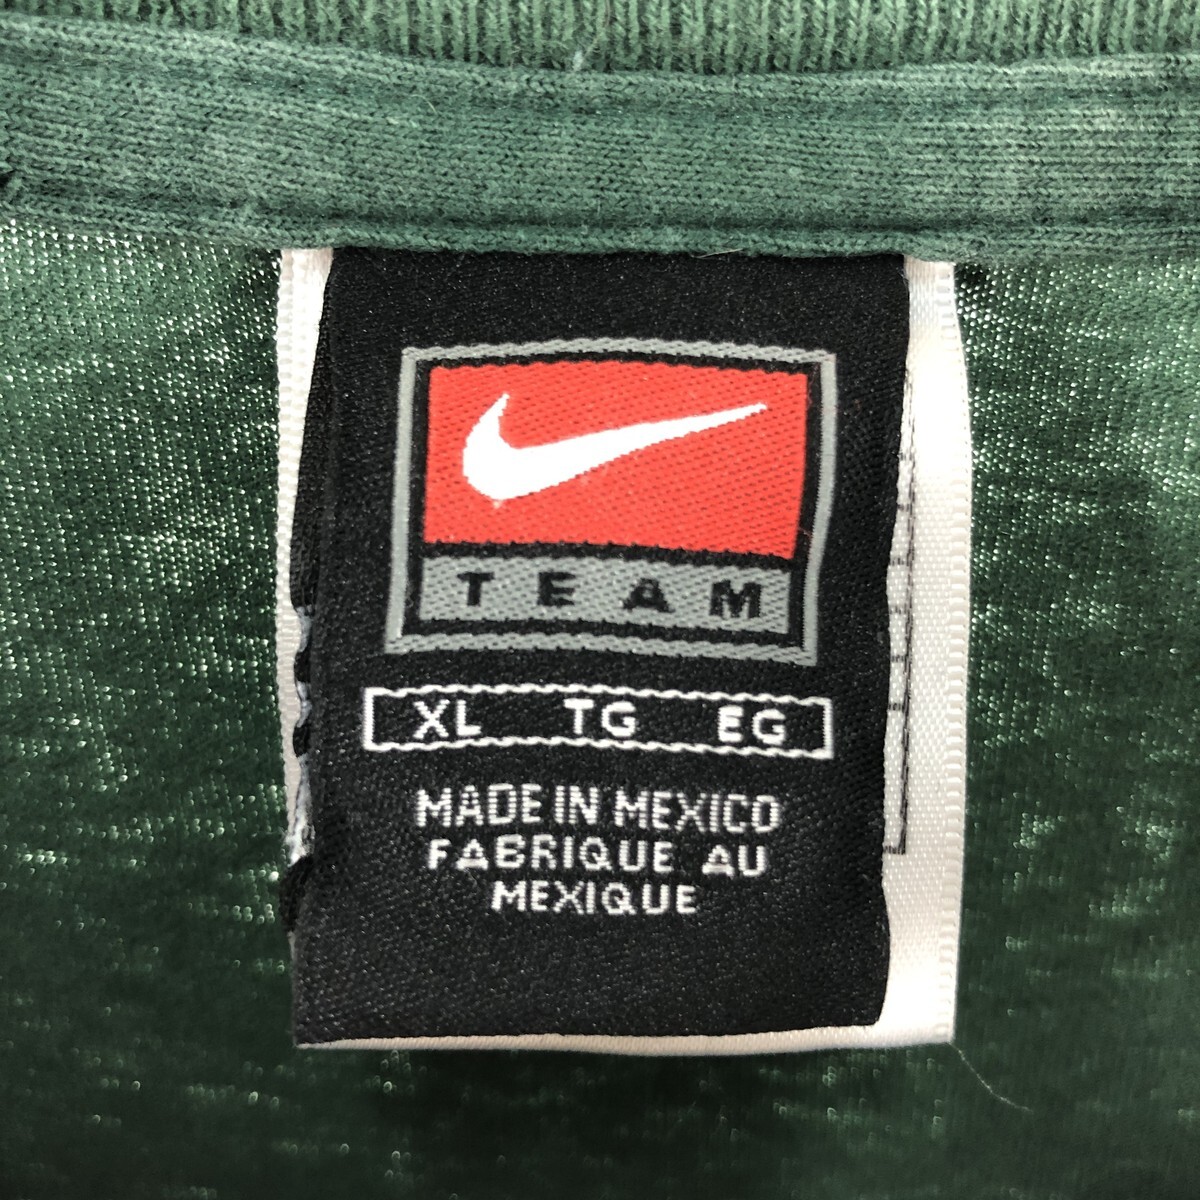 TEAM
XL TG EG
MADE IN MEXICO
FABRIQUE AU
MEXIQUE